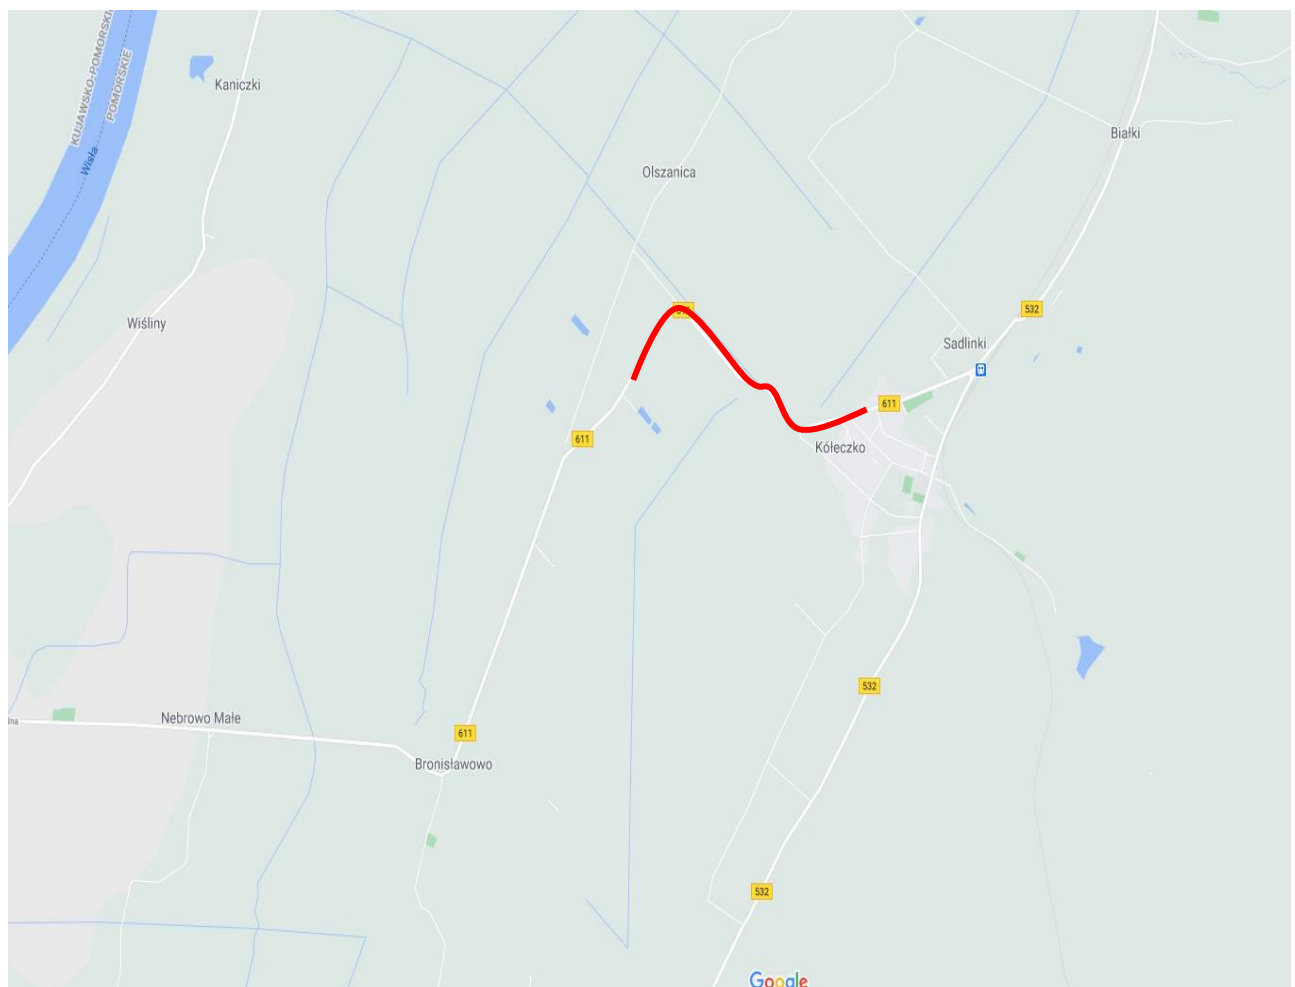 KUJAWSKO-POMORSKIE
POMORSKIE
Wisła
Kaniczki
Białki
Olszanica
Wiśliny
532
Sadlinki
611
611
Kółeczko
532
Nebrowo Małe
611
Bronisławowo
532
Google